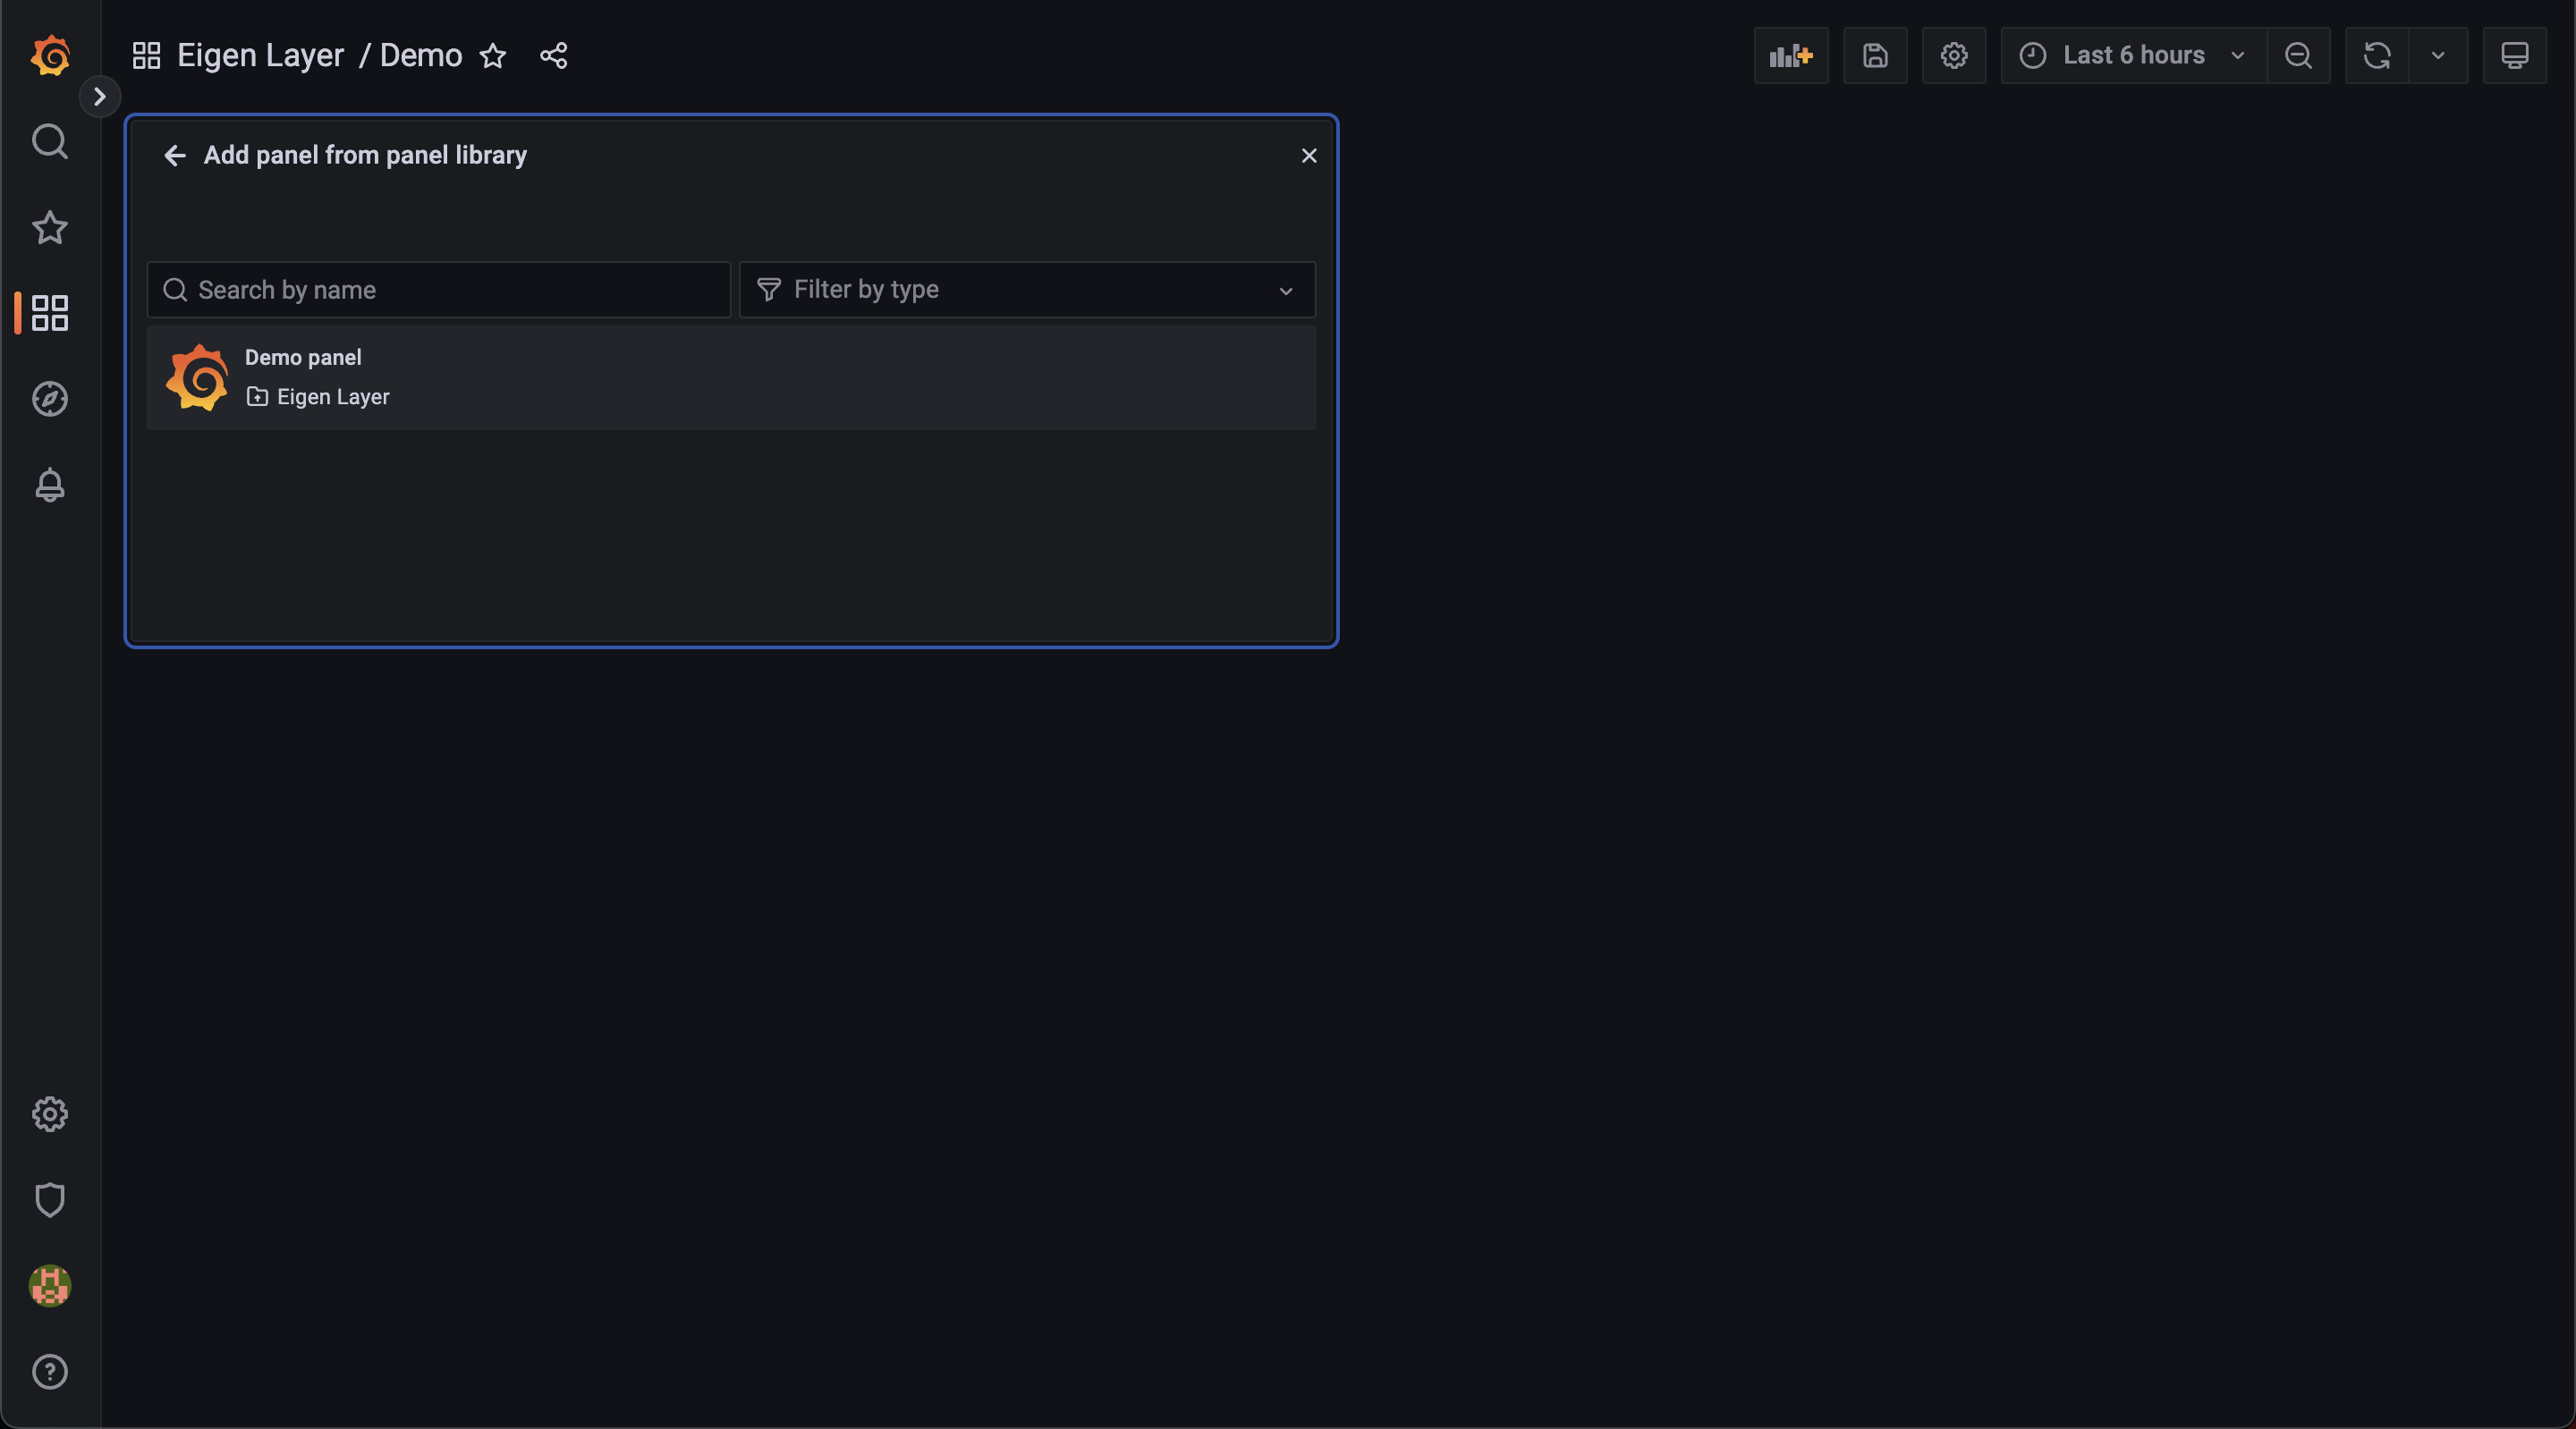 Eigen Layer / Demo
Last 6 hours
Add panel from panel library
Search by name
Filter by type
Demo panel
Eigen Layer